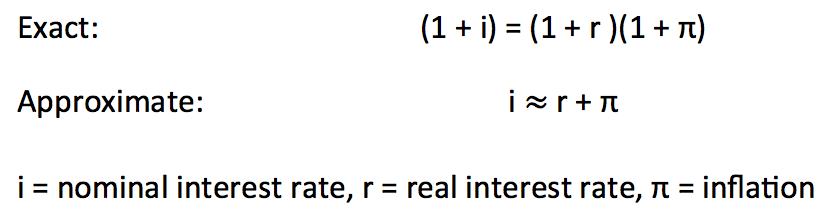 Exact: (1 + i) = (1 + r )(1 + π)
Approximate: i ≈ r + π
i = nominal interest rate, r = real interest rate, π = inflation